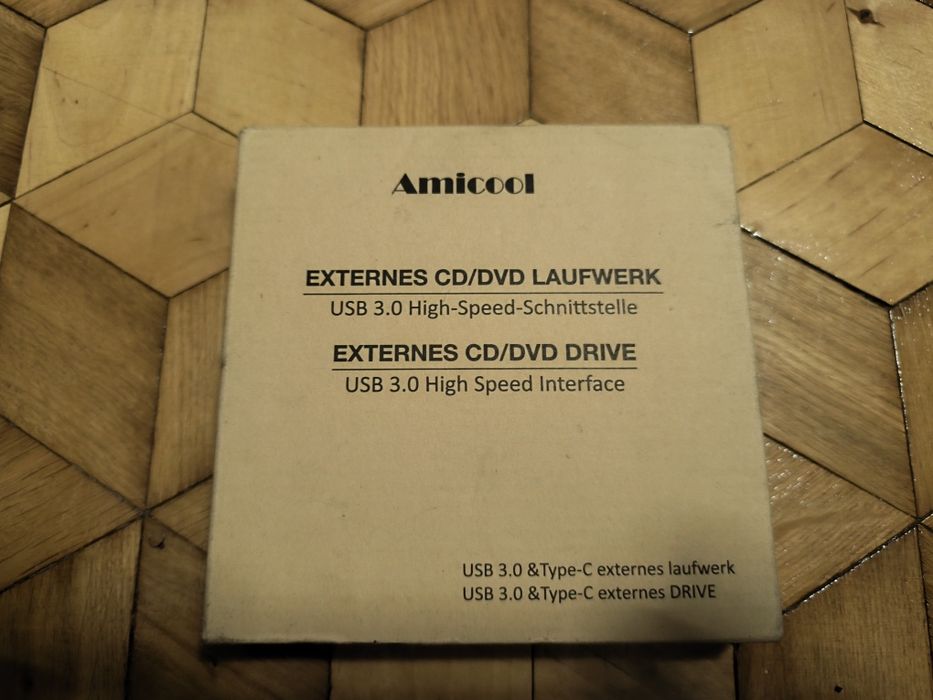 Amicool
EXTERNES CD/DVD LAUFWERK
USB 3.0 High-Speed-Schnittstelle
EXTERNES CD/DVD DRIVE
USB 3.0 High Speed Interface
USB 3.0 &Type-C externes laufwerk
USB 3.0 &Type-C externes DRIVE